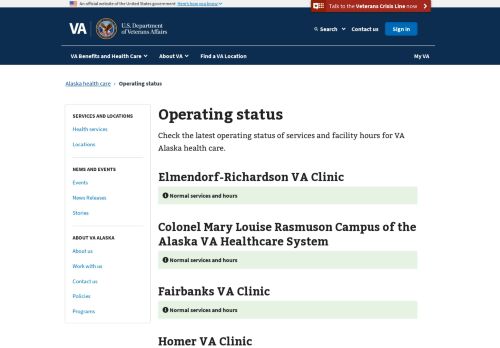 An official website of the United States government Here's how you know
Talk to the Veterans Crisis Line now
VA
U.S. Department
of Veterans Affairs
Search
Contact us
Sign in
VA Benefits and Health Care
About VA
Find a VA Location
My VA
Alaska health care › Operating status
SERVICES AND LOCATIONS
Health services
Locations
NEWS AND EVENTS
Events
News Releases
Stories
ABOUT VA ALASKA
About us
Work with us
Contact us
Policies
Programs
Operating status
Check the latest operating status of services and facility hours for VA
Alaska health care.
Elmendorf-Richardson VA Clinic
Normal services and hours
Colonel Mary Louise Rasmuson Campus of the
Alaska VA Healthcare System
Normal services and hours
Fairbanks VA Clinic
Normal services and hours
Homer VA Clinic